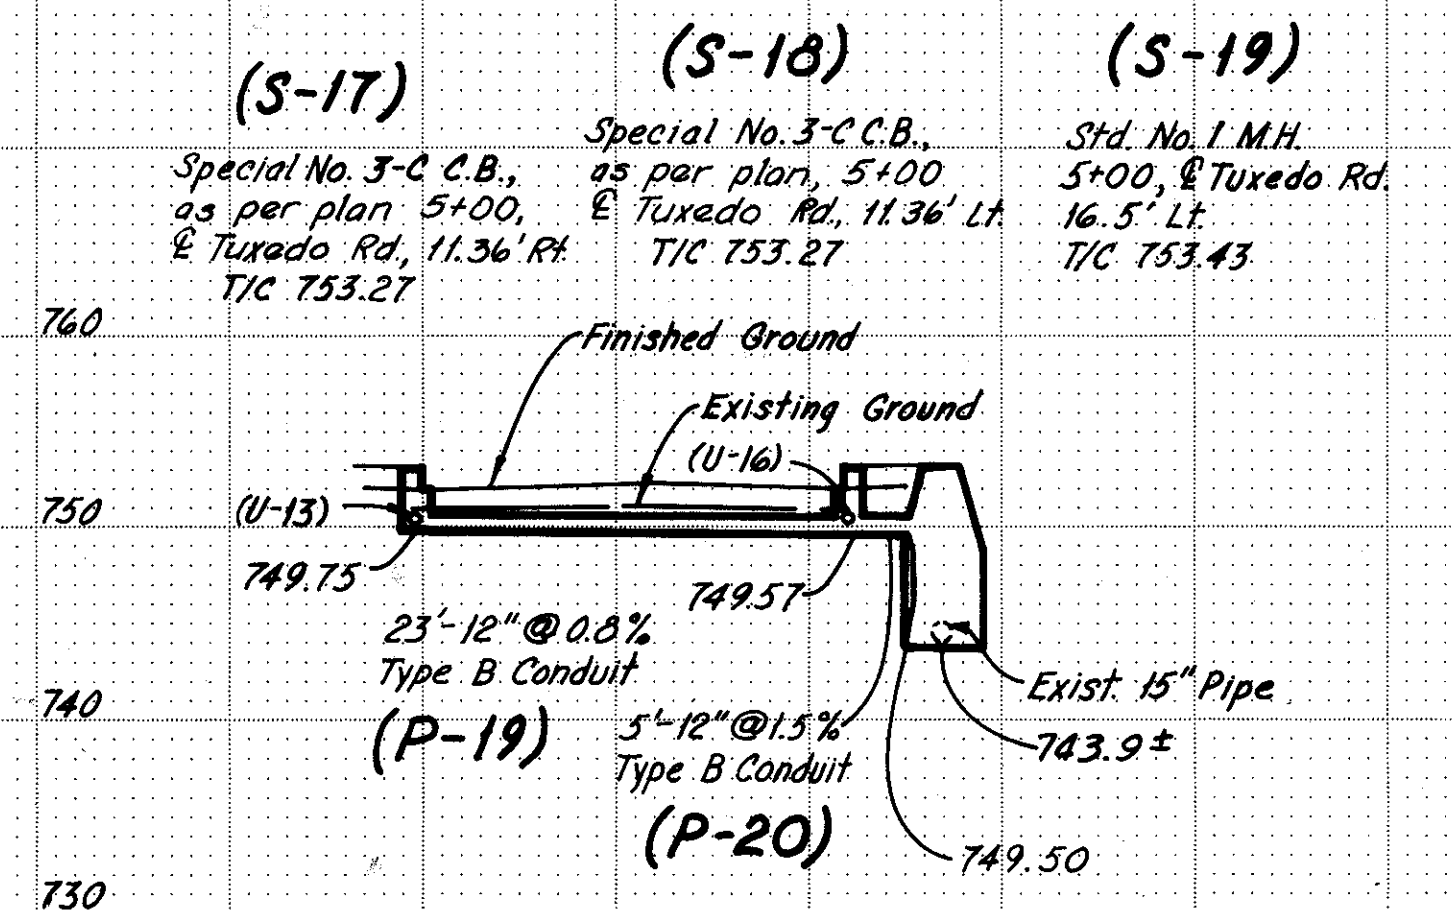 (S-17)
Special No. 3-C C.B.,
as per plan 5+00,
℄ Tuxedo Rd., 11.36' Rt.
T/C 753.27
(S-18)
Special No. 3-C C.B.,
as per plan, 5+00
℄ Tuxedo Rd., 11.36' Lt.
T/C 753.27
(S-19)
Std. No. 1 M.H.
5+00, ℄ Tuxedo Rd.
16.5' Lt.
T/C 753.43
760
Finished Ground
Existing Ground
(U-16)
750
(U-13)
749.75
749.57
23'-12" @ 0.8%
Type B Conduit
(P-19)
Exist. 15" Pipe
740
5'-12" @ 1.5%
Type B Conduit
(P-20)
743.9 ±
749.50
730